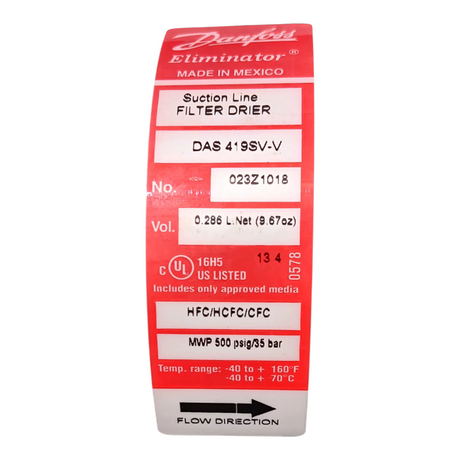 Danfoss
Eliminator®
MADE IN MEXICO
Suction Line
FILTER DRIER
DAS 419SV-V
No. 023Z1018
Vol. 0.286 L.Net (9.67oz)
C UL 16H5 13 4
US LISTED
0578
Includes only approved media
HFC/HCFC/CFC
MWP 500 psig/35 bar
Temp. range: -40 to + 160°F
-40 to + 70°C
FLOW DIRECTION